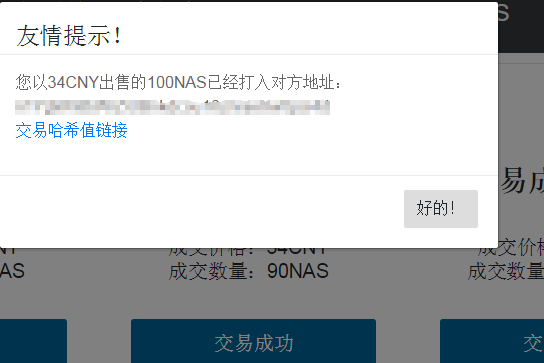 S
友情提示！
您以34CNY出售的100NAS已经打入对方地址：
交易哈希值链接
易成
好的！
NY
成交价格：34CNY
成交价格
AS
成交数量：90NAS
成交数量
交易成功
交